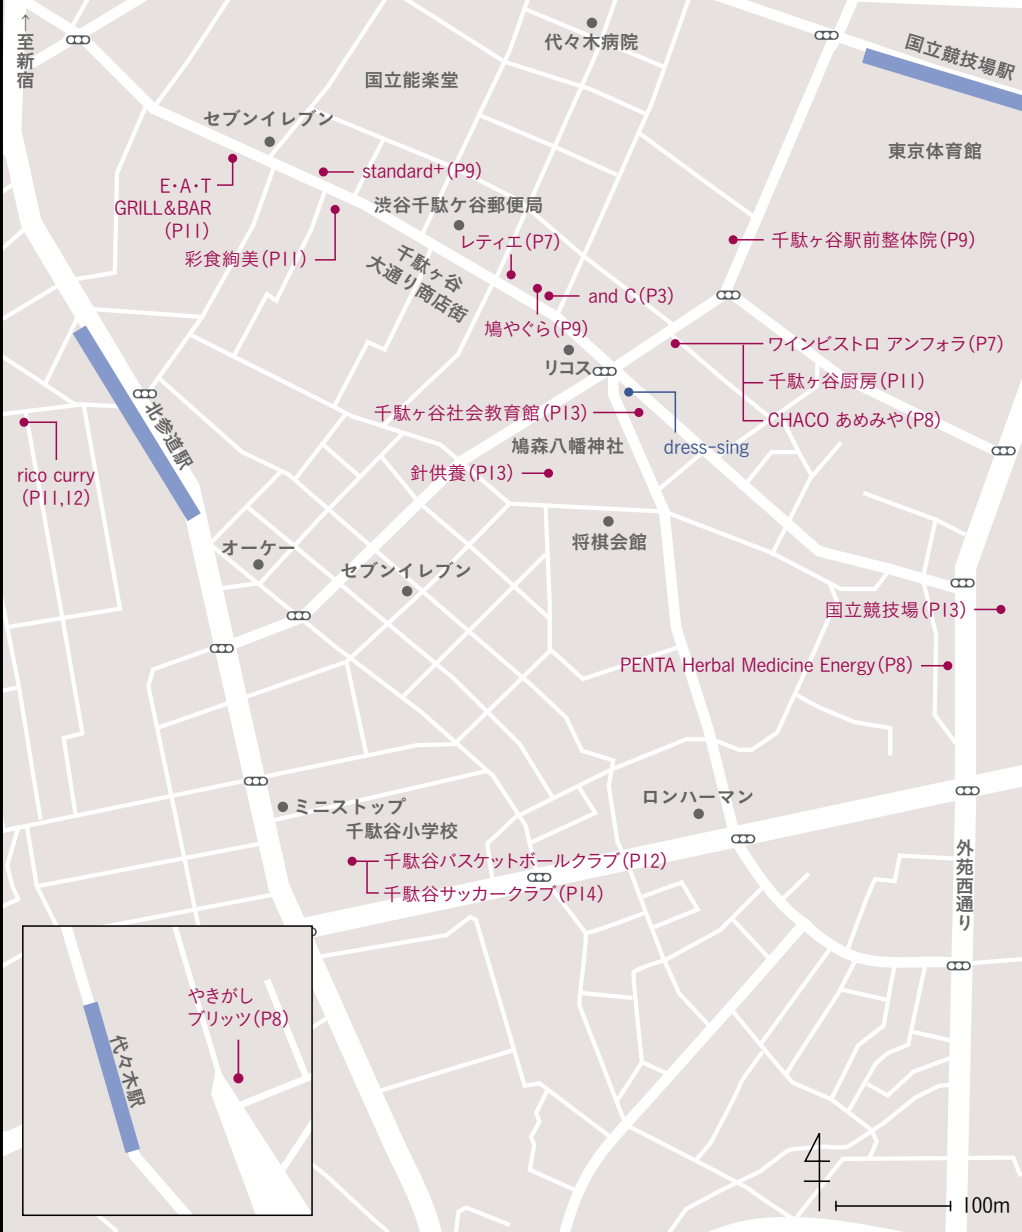 ↑至新宿
代々木病院
国立競技場駅
国立能楽堂
セブンイレブン
東京体育館
standard+(P9)
E・A・T
GRILL&BAR
(P11)
渋谷千駄ケ谷郵便局
レティエ(P7)
千駄ヶ谷駅前整体院(P9)
彩食絢美(P11)
千駄ヶ谷
大通り商店街
and C(P3)
鳩やぐら(P9)
ワインビストロ アンフォラ(P7)
リコス
千駄ヶ谷厨房(P11)
北参道駅
千駄ヶ谷社会教育館(P13)
CHACO あめみや(P8)
鳩森八幡神社
dress-sing
rico curry
(P11,12)
針供養(P13)
将棋会館
オーケー
セブンイレブン
国立競技場(P13)
PENTA Herbal Medicine Energy(P8)
ロンハーマン
ミニストップ
千駄谷小学校
千駄谷バスケットボールクラブ(P12)
千駄谷サッカークラブ(P14)
外苑西通り
やきがし
ブリッツ(P8)
代々木駅
100m